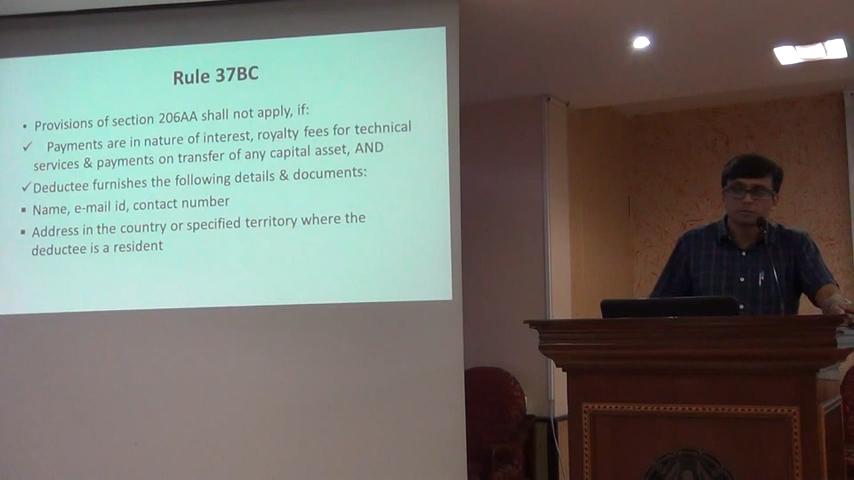 Rule 37BC
• Provisions of section 206AA shall not apply, if:
✓ Payments are in nature of interest, royalty fees for technical
services & payments on transfer of any capital asset, AND
✓Deductee furnishes the following details & documents:
▪ Name, e-mail id, contact number
▪ Address in the country or specified territory where the
deductee is a resident